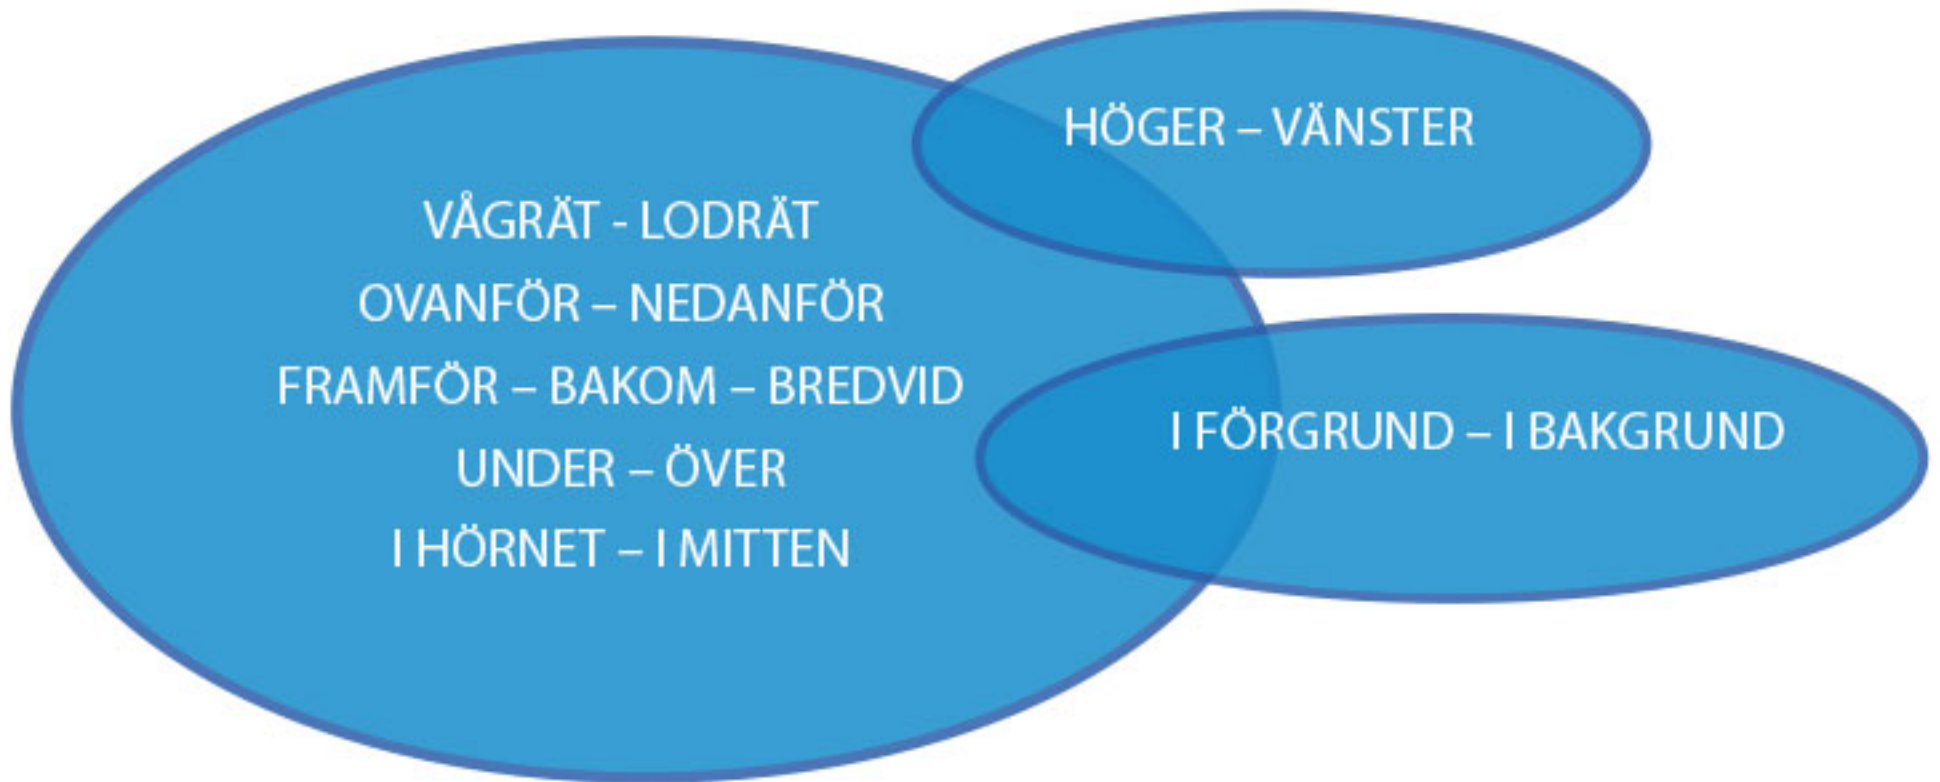 HÖGER – VÄNSTER
VÅGRÄT - LODRÄT
OVANFÖR – NEDANFÖR
FRAMFÖR – BAKOM – BREDVID
UNDER – ÖVER
I HÖRNET – I MITTEN
I FÖRGRUND – I BAKGRUND